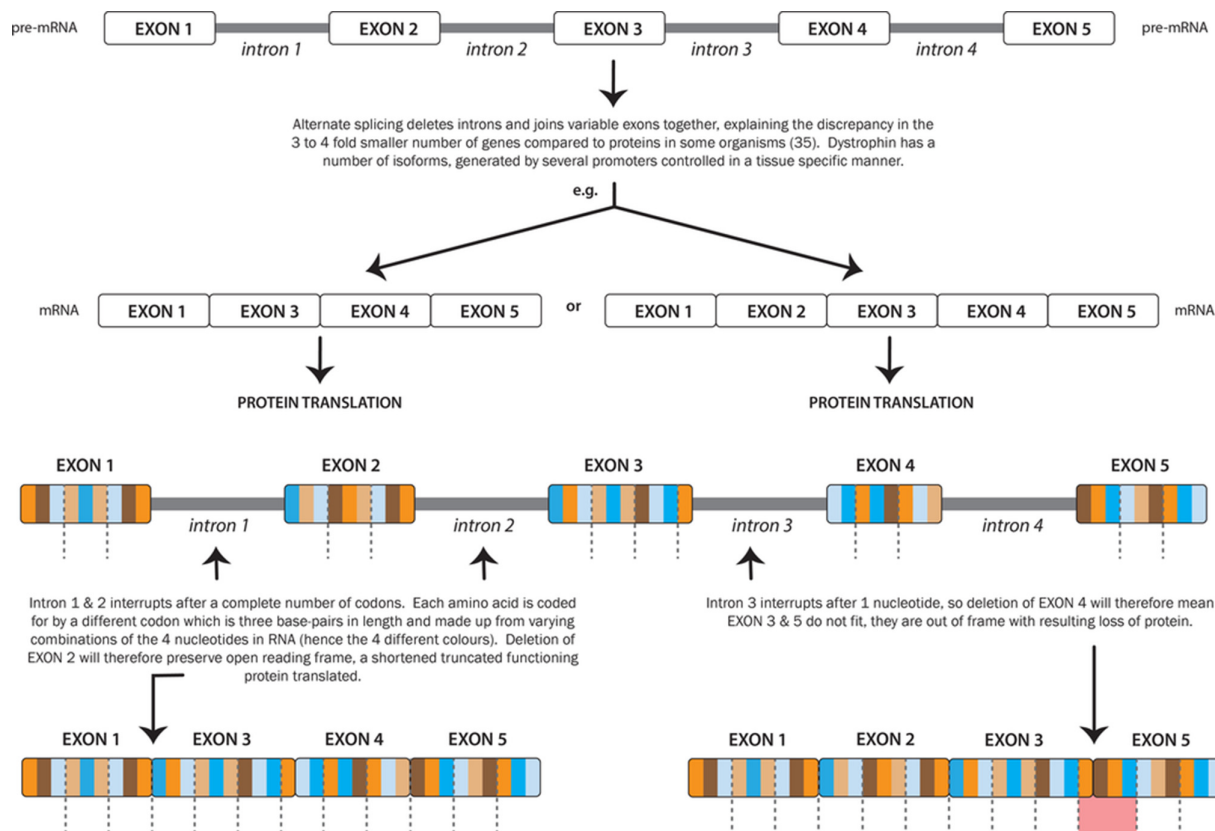 pre-mRNA EXON 1 EXON 2 EXON 3 EXON 4 EXON 5 pre-mRNA
intron 1 intron 2 intron 3 intron 4
Alternate splicing deletes introns and joins variable exons together, explaining the discrepancy in the
3 to 4 fold smaller number of genes compared to proteins in some organisms (35). Dystrophin has a
number of isoforms, generated by several promoters controlled in a tissue specific manner.
e.g.
mRNA EXON 1 EXON 3 EXON 4 EXON 5 or EXON 1 EXON 2 EXON 3 EXON 4 EXON 5 mRNA
PROTEIN TRANSLATION PROTEIN TRANSLATION
EXON 1 EXON 2 EXON 3 EXON 4 EXON 5
intron 1 intron 2 intron 3 intron 4
Intron 1 & 2 interrupts after a complete number of codons. Each amino acid is coded
for by a different codon which is three base-pairs in length and made up from varying
combinations of the 4 nucleotides in RNA (hence the 4 different colours). Deletion of
EXON 2 will therefore preserve open reading frame, a shortened truncated functioning
protein translated.
Intron 3 interrupts after 1 nucleotide, so deletion of EXON 4 will therefore mean
EXON 3 & 5 do not fit, they are out of frame with resulting loss of protein.
EXON 1 EXON 3 EXON 4 EXON 5
EXON 1 EXON 2 EXON 3 EXON 5